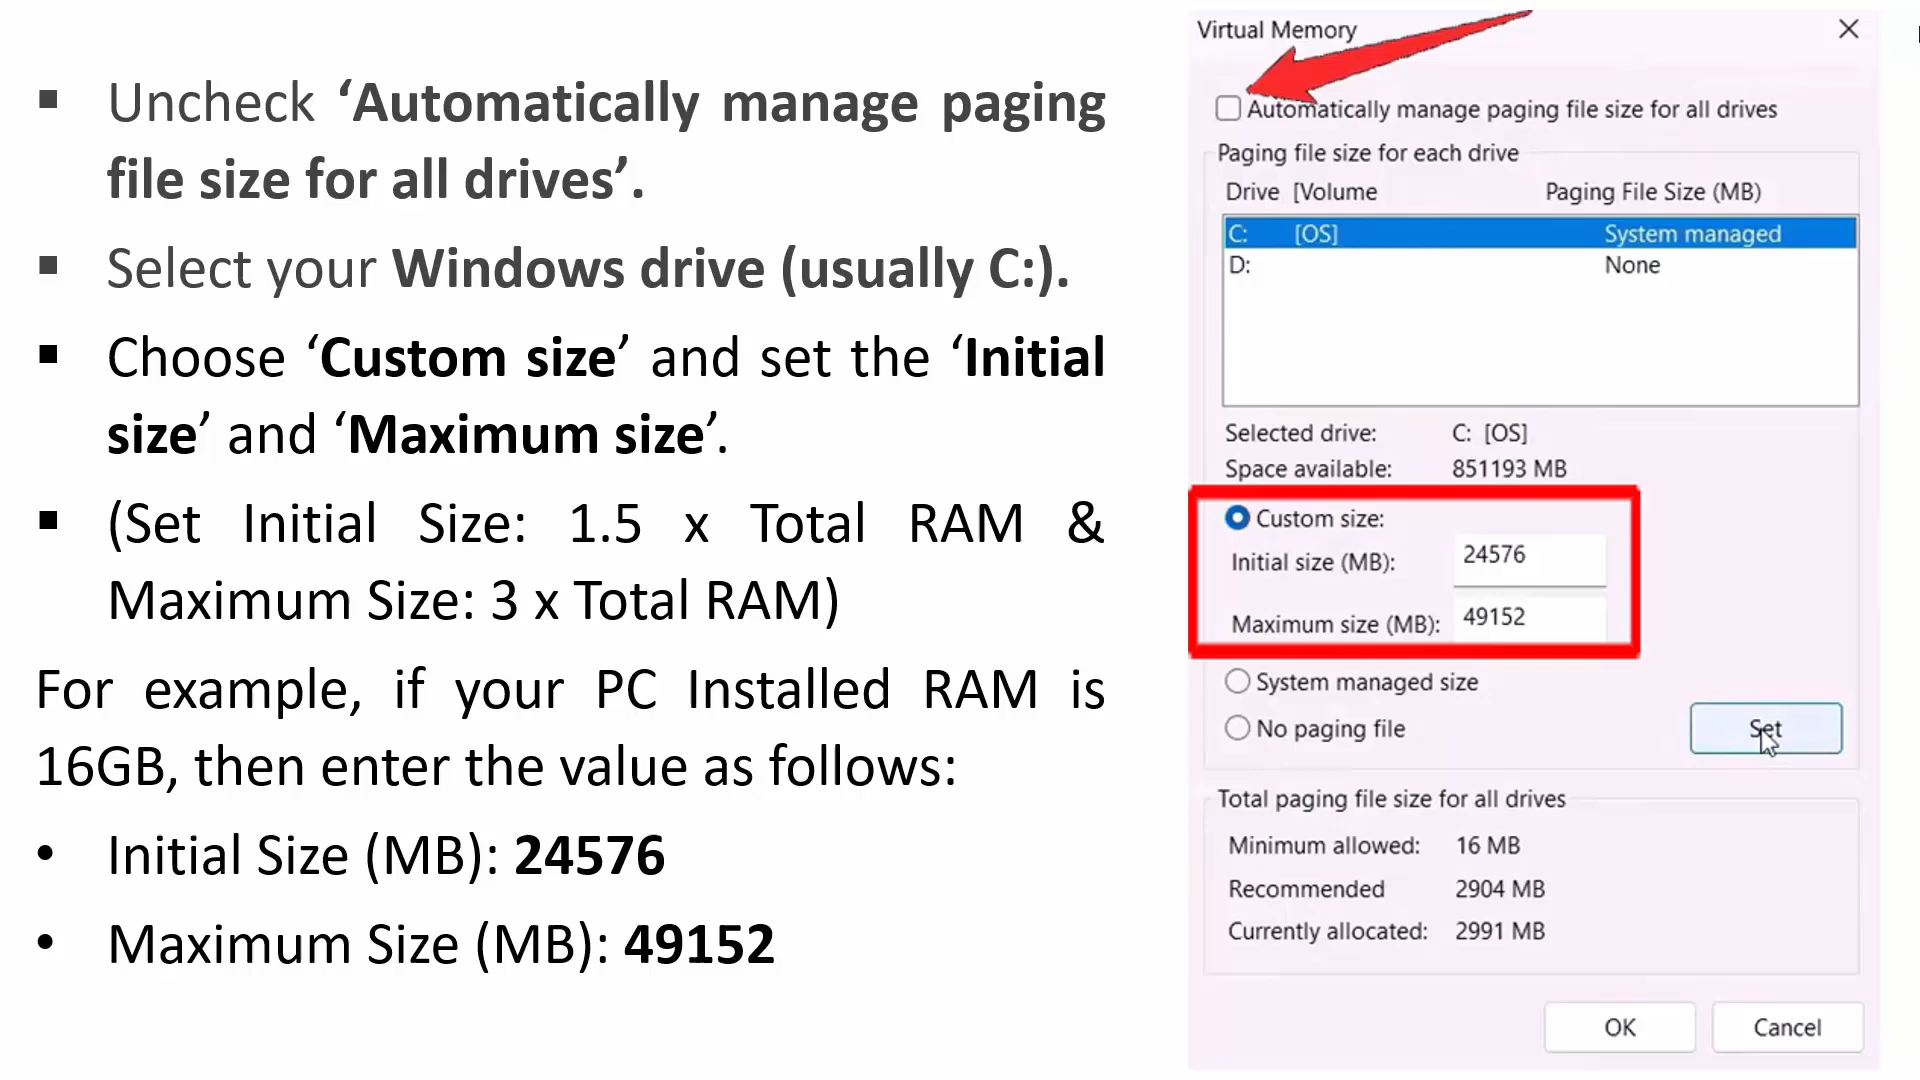 ▪ Uncheck ‘Automatically manage paging
file size for all drives’.
▪ Select your Windows drive (usually C:).
▪ Choose ‘Custom size’ and set the ‘Initial
size’ and ‘Maximum size’.
▪ (Set Initial Size: 1.5 x Total RAM &
Maximum Size: 3 x Total RAM)
For example, if your PC Installed RAM is
16GB, then enter the value as follows:
• Initial Size (MB): 24576
• Maximum Size (MB): 49152
Virtual Memory
Automatically manage paging file size for all drives
Paging file size for each drive
Drive [Volume Paging File Size (MB)
C: [OS] System managed
D: None
Selected drive: C: [OS]
Space available: 851193 MB
Custom size:
Initial size (MB): 24576
Maximum size (MB): 49152
System managed size
No paging file Set
Total paging file size for all drives
Minimum allowed: 16 MB
Recommended 2904 MB
Currently allocated: 2991 MB
OK Cancel